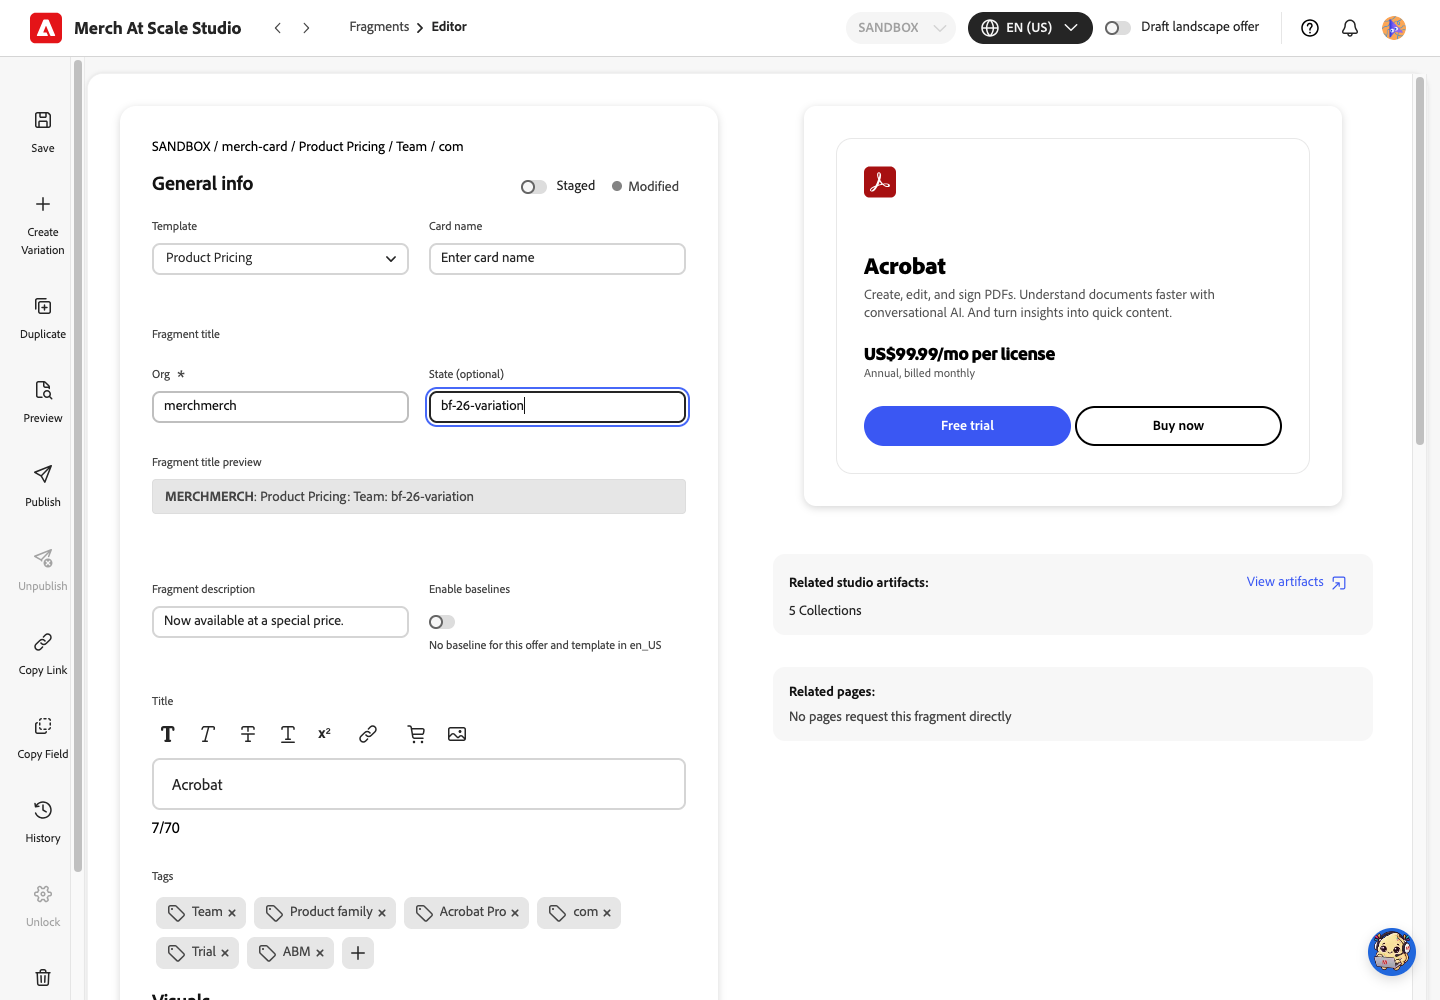 Merch At Scale Studio
Fragments > Editor
SANDBOX
EN (US)
Draft landscape offer
Save
Create
Variation
Duplicate
Preview
Publish
Unpublish
Copy Link
Copy Field
History
Unlock
SANDBOX / merch-card / Product Pricing / Team / com
General info
Staged
Modified
Template
Card name
Product Pricing
Enter card name
Fragment title
Org *
State (optional)
merchmerch
bf-26-variation
Fragment title preview
MERCHMERCH: Product Pricing: Team: bf-26-variation
Fragment description
Enable baselines
Now available at a special price.
No baseline for this offer and template in en_US
Title
T T T T x² 
Acrobat
7/70
Tags
Team ×
Product family ×
Acrobat Pro ×
com ×
Trial ×
ABM ×
+
Visuals
Acrobat
Create, edit, and sign PDFs. Understand documents faster with
conversational AI. And turn insights into quick content.
US$99.99/mo per license
Annual, billed monthly
Free trial
Buy now
Related studio artifacts:
View artifacts
5 Collections
Related pages:
No pages request this fragment directly